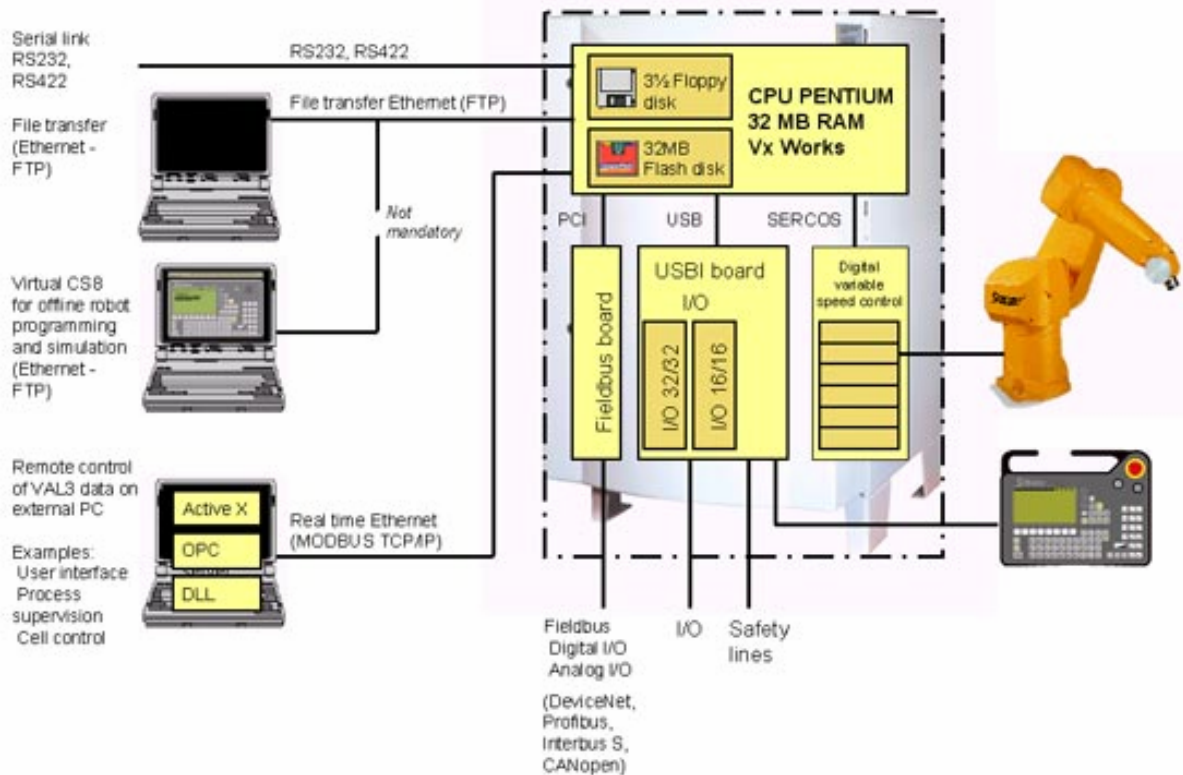 Serial link
RS232,
RS422
RS232, RS422
File transfer Ethernet (FTP)
File transfer
(Ethernet -
FTP)
Not
mandatory
Virtual CS8
for offline robot
programming
and simulation
(Ethernet -
FTP)
Remote control
of VAL3 data on
external PC
Examples:
User interface
Process
supervision
Cell control
Active X
OPC
DLL
Real time Ethernet
(MODBUS TCP/IP)
3½ Floppy
disk
32MB
Flash disk
CPU PENTIUM
32 MB RAM
Vx Works
PCI
USB
SERCOS
Fieldbus board
USBI board
I/O
I/O 32/32
I/O 16/16
Digital
variable
speed control
Fieldbus
Digital I/O
Analog I/O
(DeviceNet,
Profibus,
Interbus S,
CANopen)
I/O
Safety
lines